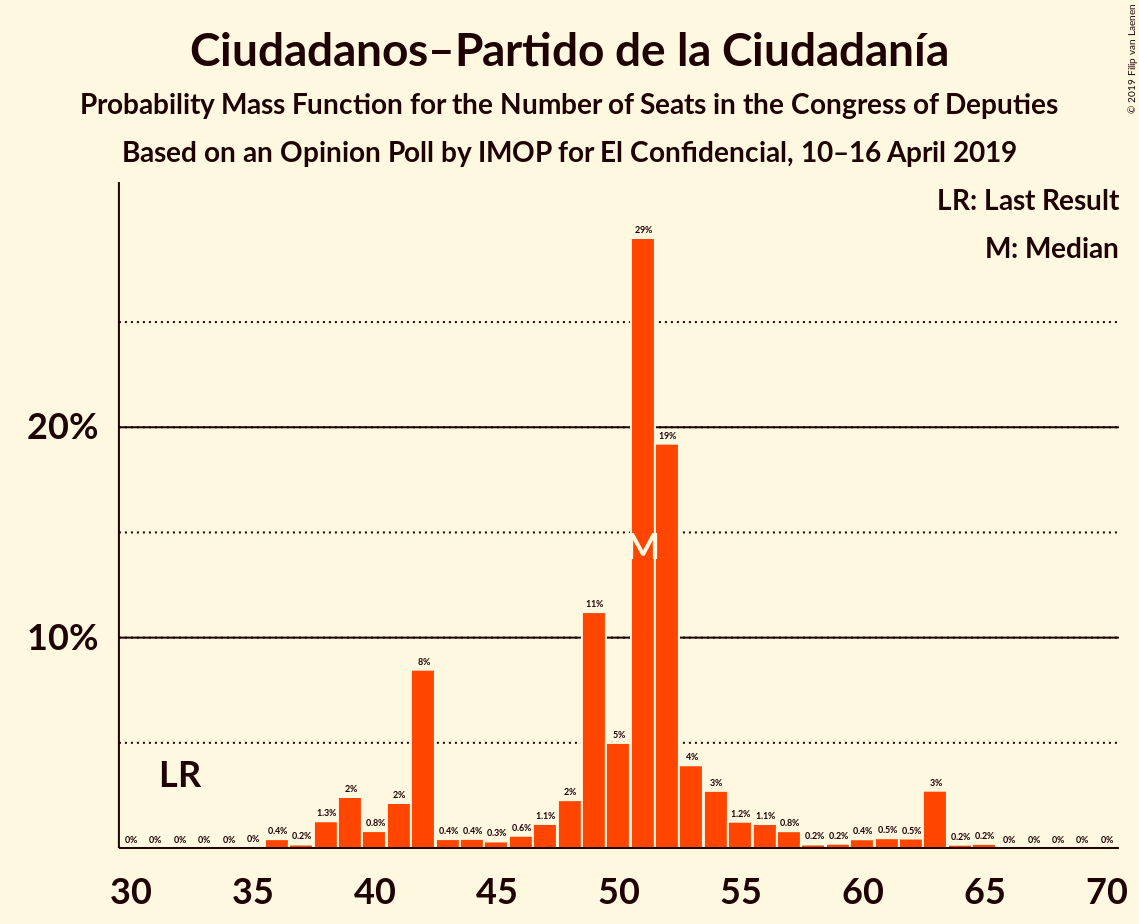 Ciudadanos–Partido de la Ciudadanía
Probability Mass Function for the Number of Seats in the Congress of Deputies
Based on an Opinion Poll by IMOP for El Confidencial, 10–16 April 2019
© 2019 Filip van Laenen
LR: Last Result
M: Median
20%
10%
LR
M
0% 0% 0% 0% 0% 0% 0.4% 0.2% 1.3% 2% 0.8% 2% 8% 0.4% 0.4% 0.3% 0.6% 1.1% 2% 11% 5% 29% 19% 4% 3% 1.2% 1.1% 0.8% 0.2% 0.2% 0.4% 0.5% 0.5% 3% 0.2% 0.2% 0% 0% 0% 0% 0%
30 35 40 45 50 55 60 65 70